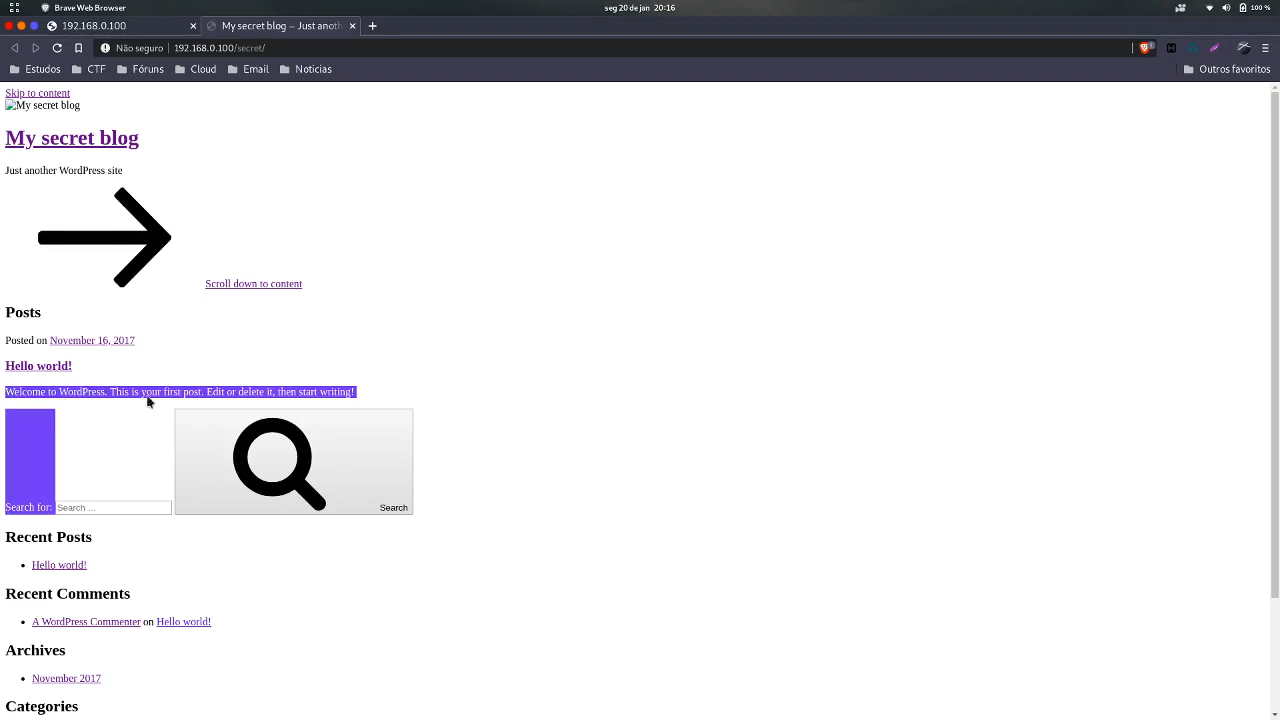 Brave Web Browser
seg 20 de jan 20:16
100 %
192.168.0.100
My secret blog – Just anoth
Não seguro
192.168.0.100/secret/
1
Estudos
CTF
Fóruns
Cloud
Email
Noticias
Outros favoritos
Skip to content
My secret blog
My secret blog
Just another WordPress site
Scroll down to content
Posts
Posted on November 16, 2017
Hello world!
Welcome to WordPress. This is your first post. Edit or delete it, then start writing!
Search for:
Search …
Search
Recent Posts
Hello world!
Recent Comments
A WordPress Commenter on Hello world!
Archives
November 2017
Categories